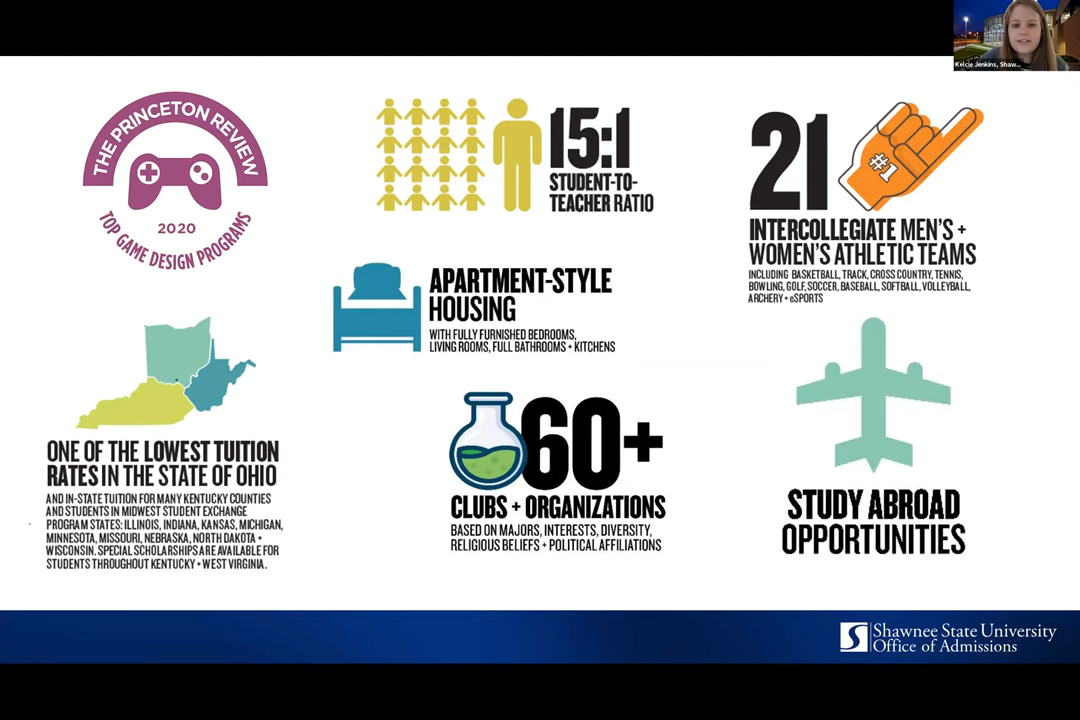 Kelcie Jenkins, Shaw...
THE PRINCETON REVIEW
2020
TOP GAME DESIGN PROGRAMS
15:1
STUDENT-TO-
TEACHER RATIO
21
#1
INTERCOLLEGIATE MEN'S +
WOMEN'S ATHLETIC TEAMS
INCLUDING BASKETBALL, TRACK, CROSS COUNTRY, TENNIS,
BOWLING, GOLF, SOCCER, BASEBALL, SOFTBALL, VOLLEYBALL,
ARCHERY + eSPORTS
APARTMENT-STYLE
HOUSING
WITH FULLY FURNISHED BEDROOMS,
LIVING ROOMS, FULL BATHROOMS + KITCHENS
ONE OF THE LOWEST TUITION
RATES IN THE STATE OF OHIO
AND IN-STATE TUITION FOR MANY KENTUCKY COUNTIES
AND STUDENTS IN MIDWEST STUDENT EXCHANGE
PROGRAM STATES: ILLINOIS, INDIANA, KANSAS, MICHIGAN,
MINNESOTA, MISSOURI, NEBRASKA, NORTH DAKOTA +
WISCONSIN. SPECIAL SCHOLARSHIPS ARE AVAILABLE FOR
STUDENTS THROUGHOUT KENTUCKY + WEST VIRGINIA.
60+
CLUBS + ORGANIZATIONS
BASED ON MAJORS, INTERESTS, DIVERSITY,
RELIGIOUS BELIEFS + POLITICAL AFFILIATIONS
STUDY ABROAD
OPPORTUNITIES
Shawnee State University
Office of Admissions